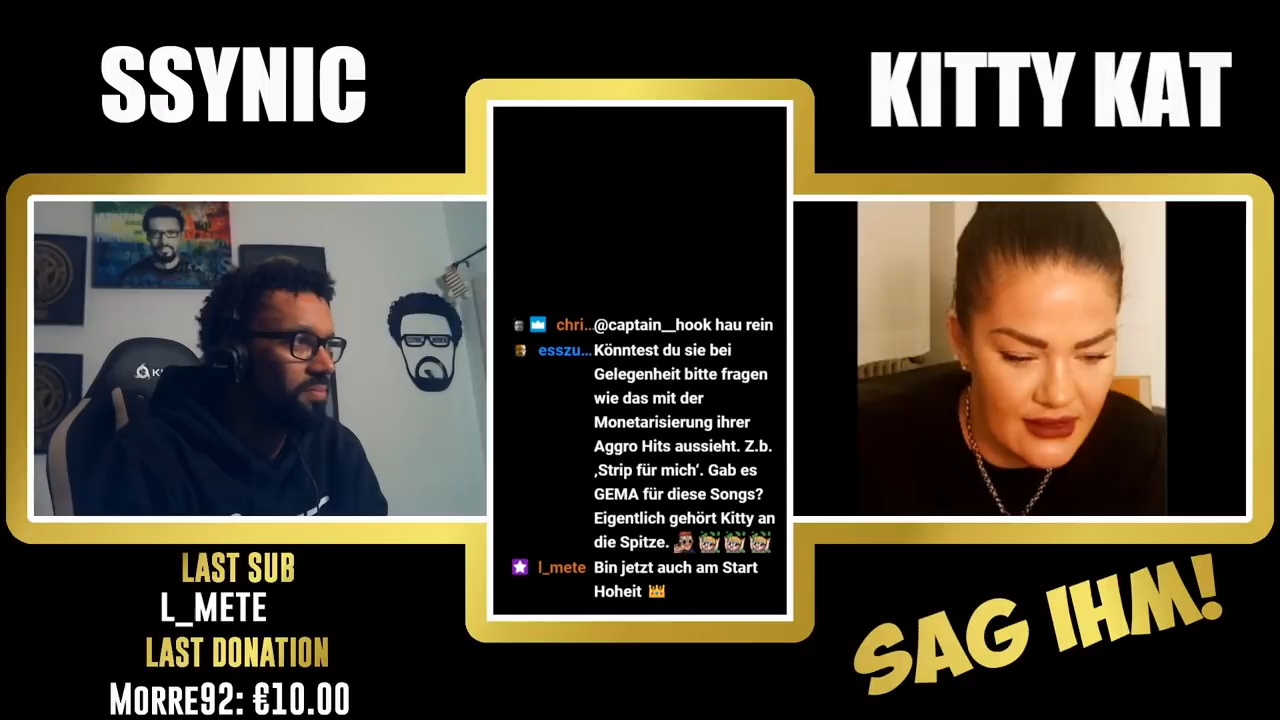 SSYNIC
KITTY KAT
chri... @captain__hook hau rein
esszu... Könntest du sie bei
Gelegenheit bitte fragen
wie das mit der
Monetarisierung ihrer
Aggro Hits aussieht. Z.b.
‚Strip für mich‘. Gab es
GEMA für diese Songs?
Eigentlich gehört Kitty an
die Spitze.
l_mete Bin jetzt auch am Start
Hoheit
LAST SUB
L_METE
LAST DONATION
MORRE92: €10.00
SAG IHM!